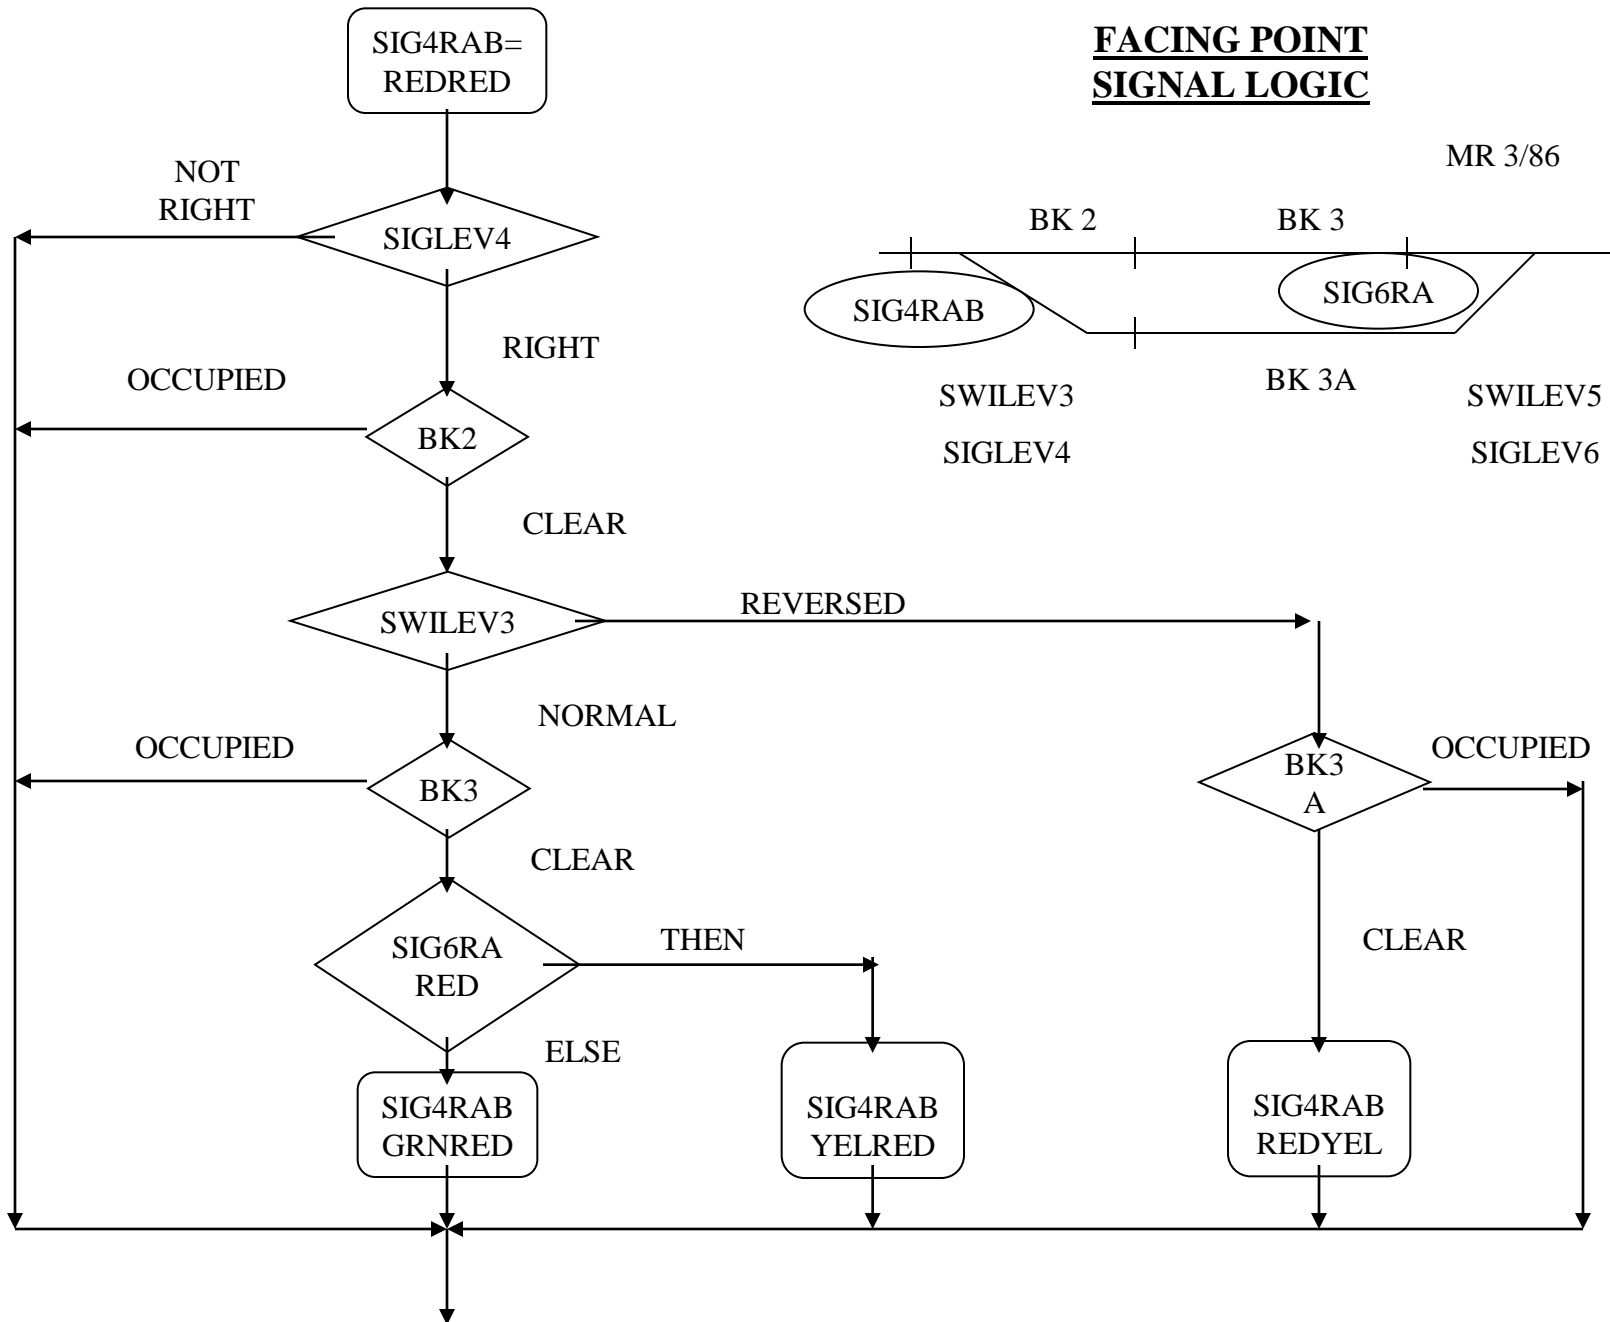 SIG4RAB=
REDRED
FACING POINT
SIGNAL LOGIC
MR 3/86
NOT
RIGHT
SIGLEV4
BK 2
BK 3
SIG4RAB
SIG6RA
RIGHT
OCCUPIED
BK 3A
SWILEV3
SWILEV5
BK2
SIGLEV4
SIGLEV6
CLEAR
SWILEV3
REVERSED
NORMAL
OCCUPIED
BK3
BK3
A
OCCUPIED
CLEAR
SIG6RA
RED
THEN
CLEAR
ELSE
SIG4RAB
GRNRED
SIG4RAB
YELRED
SIG4RAB
REDYEL